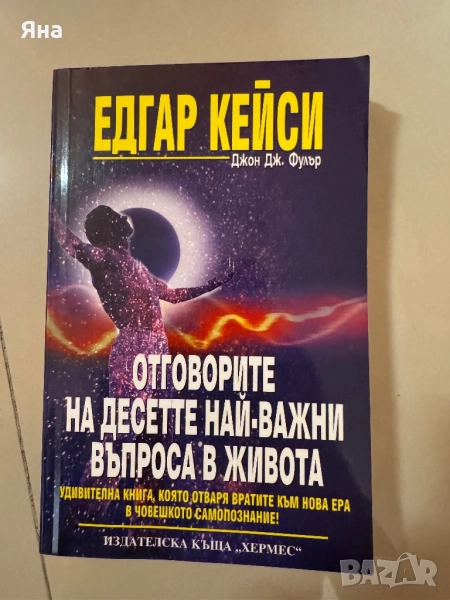 Яна
ЕДГАР КЕЙСИ
Джон Дж. Фулър
ОТГОВОРИТЕ
НА ДЕСЕТТЕ НАЙ-ВАЖНИ
ВЪПРОСА В ЖИВОТА
УДИВИТЕЛНА КНИГА, КОЯТО ОТВАРЯ ВРАТИТЕ КЪМ НОВА ЕРА
В ЧОВЕШКОТО САМОПОЗНАНИЕ!
ИЗДАТЕЛСКА КЪЩА „ХЕРМЕС“
BAZAR